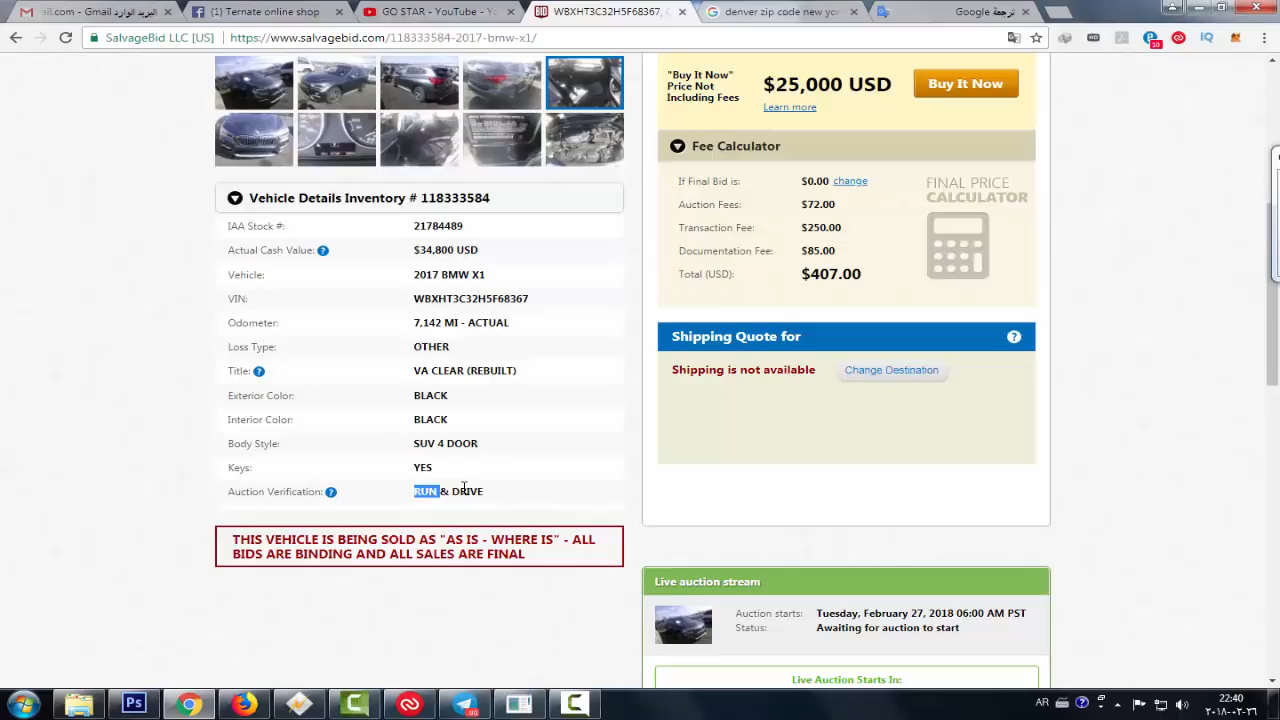 ail.com - Gmail البريد الوارد
(1) Ternate online shop
GO STAR - YouTube - Y
WBXHT3C32H5F68367, C
denver zip code new yor
ترجمة Google
SalvageBid LLC [US]
https://www.salvagebid.com/118333584-2017-bmw-x1/
"Buy It Now"
Price Not
Including Fees
$25,000 USD
Learn more
Buy It Now
Fee Calculator
If Final Bid is: $0.00 change
Auction Fees: $72.00
Transaction Fee: $250.00
Documentation Fee: $85.00
Total (USD): $407.00
FINAL PRICE
CALCULATOR
Vehicle Details Inventory # 118333584
IAA Stock #: 21784489
Actual Cash Value: ? $34,800 USD
Vehicle: 2017 BMW X1
VIN: WBXHT3C32H5F68367
Odometer: 7,142 MI - ACTUAL
Loss Type: OTHER
Title: ? VA CLEAR (REBUILT)
Exterior Color: BLACK
Interior Color: BLACK
Body Style: SUV 4 DOOR
Keys: YES
Auction Verification: ? RUN & DRIVE
THIS VEHICLE IS BEING SOLD AS "AS IS - WHERE IS" - ALL
BIDS ARE BINDING AND ALL SALES ARE FINAL
Shipping Quote for ?
Shipping is not available
Change Destination
Live auction stream
Auction starts: Tuesday, February 27, 2018 06:00 AM PST
Status: Awaiting for auction to start
Live Auction Starts In:
Ps
AR
22:40
٢٠١٨-٠٢-٢٦